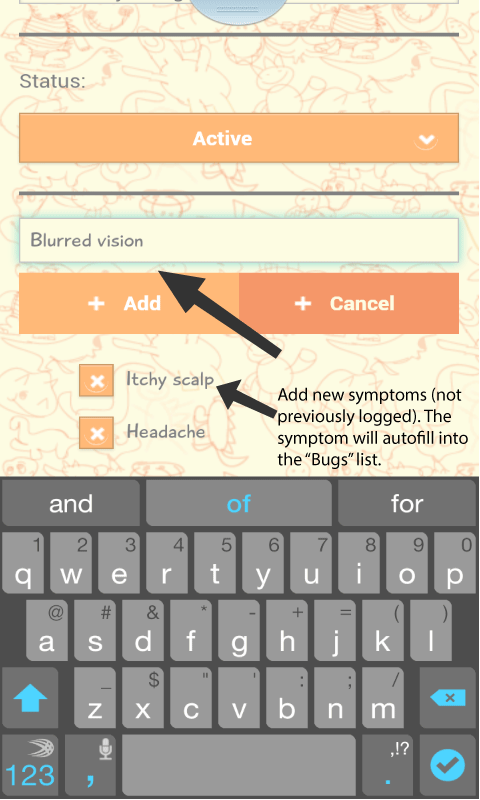 Status:
Active
Blurred vision
+ Add + Cancel
Itchy scalp
Add new symptoms (not
previously logged). The
symptom will autofill into
the “Bugs” list.
Headache
and of for
1 2 3 4 5 6 7 8 9 0
q w e r t y u i o p
@ # & * - + = ( )
a s d f g h j k l
_ $ " ' : ; /
z x c v b n m
,!?
123 , .